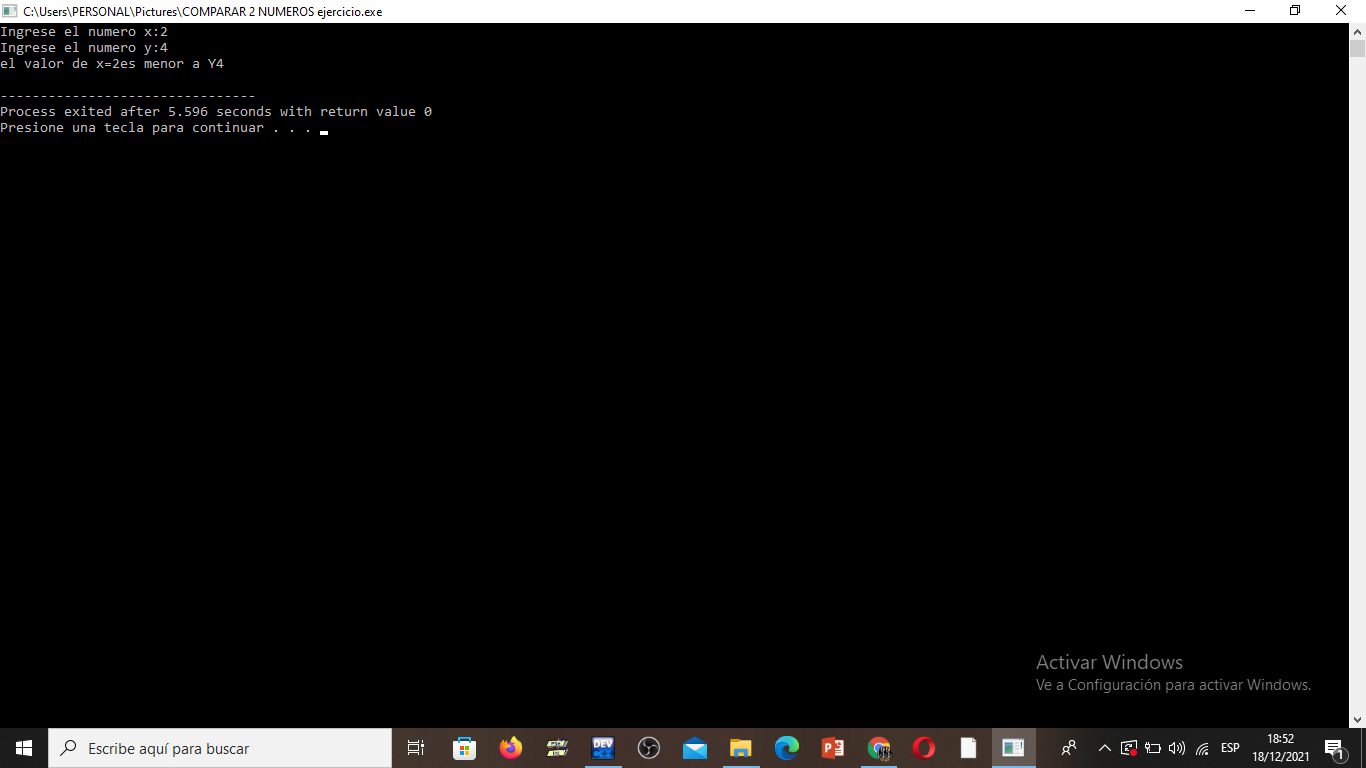 C:\Users\PERSONAL\Pictures\COMPARAR 2 NUMEROS ejercicio.exe
Ingrese el numero x:2
Ingrese el numero y:4
el valor de x=2es menor a Y4
--------------------------------
Process exited after 5.596 seconds with return value 0
Presione una tecla para continuar . . .
Activar Windows
Ve a Configuración para activar Windows.
Escribe aquí para buscar
DEV
ESP
18:52
18/12/2021
1